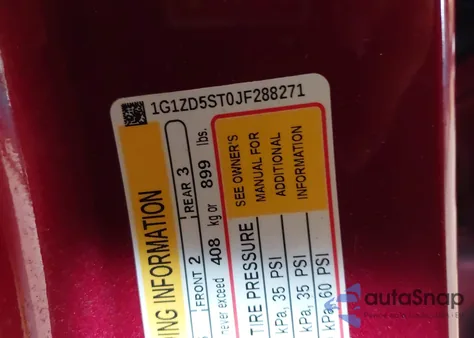 1G1ZD5ST0JF288271
ING INFORMATION
FRONT 2 REAR 3
never exceed 408 kg or 899 lbs.
TIRE PRESSURE SEE OWNER'S
MANUAL FOR
ADDITIONAL
INFORMATION
kPa, 35 PSI
kPa, 35 PSI
kPa, 60 PSI
autoSnap